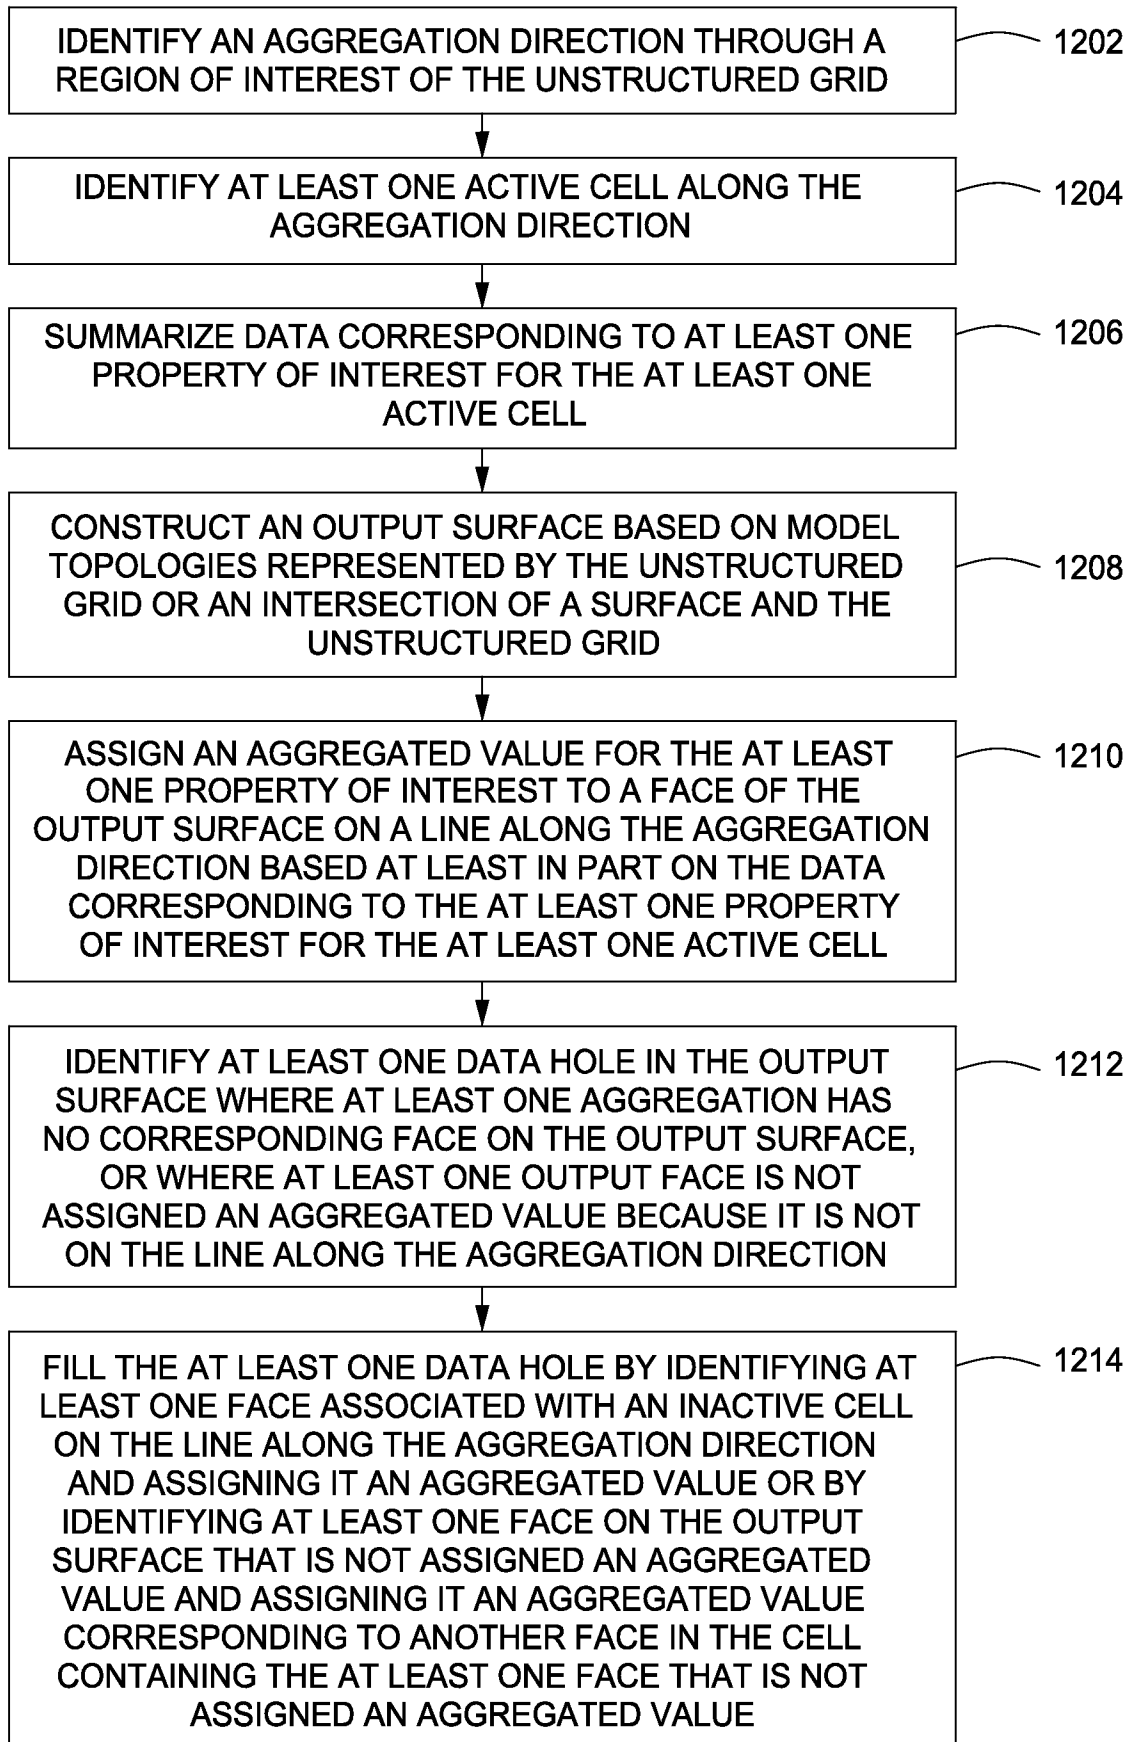 IDENTIFY AN AGGREGATION DIRECTION THROUGH A
REGION OF INTEREST OF THE UNSTRUCTURED GRID
1202
IDENTIFY AT LEAST ONE ACTIVE CELL ALONG THE
AGGREGATION DIRECTION
1204
SUMMARIZE DATA CORRESPONDING TO AT LEAST ONE
PROPERTY OF INTEREST FOR THE AT LEAST ONE
ACTIVE CELL
1206
CONSTRUCT AN OUTPUT SURFACE BASED ON MODEL
TOPOLOGIES REPRESENTED BY THE UNSTRUCTURED
GRID OR AN INTERSECTION OF A SURFACE AND THE
UNSTRUCTURED GRID
1208
ASSIGN AN AGGREGATED VALUE FOR THE AT LEAST
ONE PROPERTY OF INTEREST TO A FACE OF THE
OUTPUT SURFACE ON A LINE ALONG THE AGGREGATION
DIRECTION BASED AT LEAST IN PART ON THE DATA
CORRESPONDING TO THE AT LEAST ONE PROPERTY
OF INTEREST FOR THE AT LEAST ONE ACTIVE CELL
1210
IDENTIFY AT LEAST ONE DATA HOLE IN THE OUTPUT
SURFACE WHERE AT LEAST ONE AGGREGATION HAS
NO CORRESPONDING FACE ON THE OUTPUT SURFACE,
OR WHERE AT LEAST ONE OUTPUT FACE IS NOT
ASSIGNED AN AGGREGATED VALUE BECAUSE IT IS NOT
ON THE LINE ALONG THE AGGREGATION DIRECTION
1212
FILL THE AT LEAST ONE DATA HOLE BY IDENTIFYING AT
LEAST ONE FACE ASSOCIATED WITH AN INACTIVE CELL
ON THE LINE ALONG THE AGGREGATION DIRECTION
AND ASSIGNING IT AN AGGREGATED VALUE OR BY
IDENTIFYING AT LEAST ONE FACE ON THE OUTPUT
SURFACE THAT IS NOT ASSIGNED AN AGGREGATED
VALUE AND ASSIGNING IT AN AGGREGATED VALUE
CORRESPONDING TO ANOTHER FACE IN THE CELL
CONTAINING THE AT LEAST ONE FACE THAT IS NOT
ASSIGNED AN AGGREGATED VALUE
1214